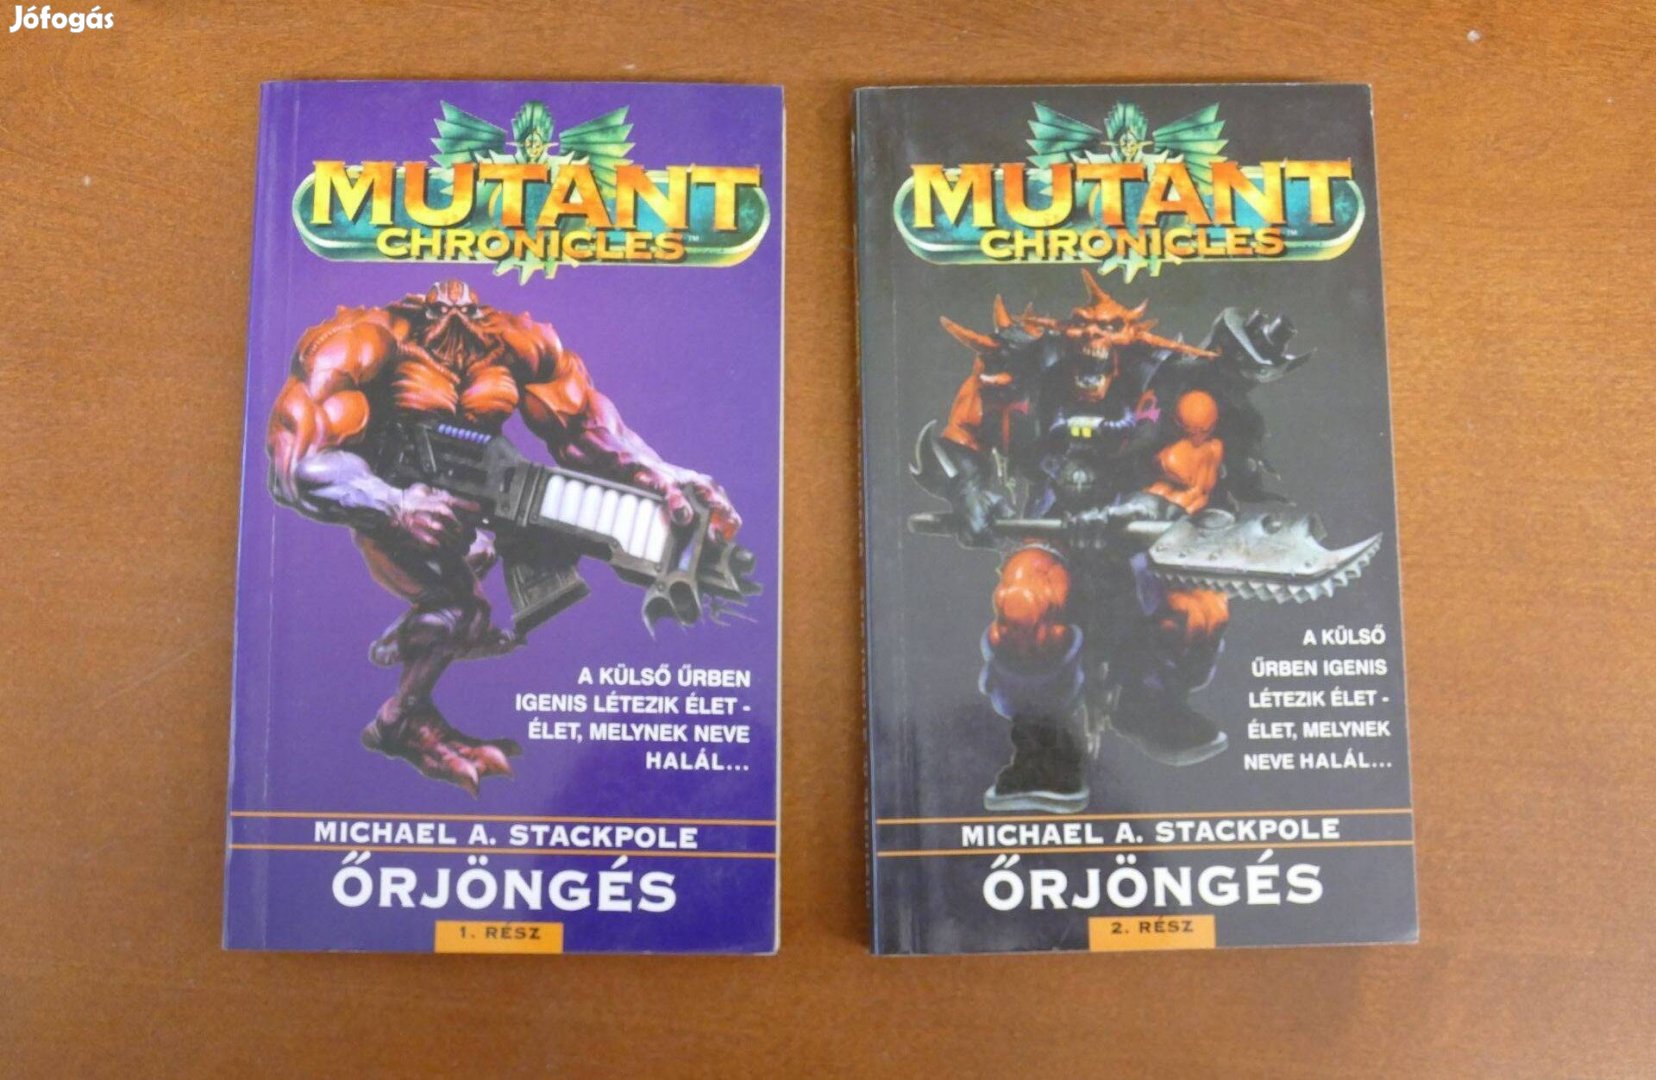 Jófogás
MUTANT
CHRONICLES
A KÜLSŐ ŰRBEN
IGENIS LÉTEZIK ÉLET -
ÉLET, MELYNEK NEVE
HALÁL...
MICHAEL A. STACKPOLE
ŐRJÖNGÉS
1. RÉSZ
MUTANT
CHRONICLES
A KÜLSŐ
ŰRBEN IGENIS
LÉTEZIK ÉLET -
ÉLET, MELYNEK
NEVE HALÁL...
MICHAEL A. STACKPOLE
ŐRJÖNGÉS
2. RÉSZ